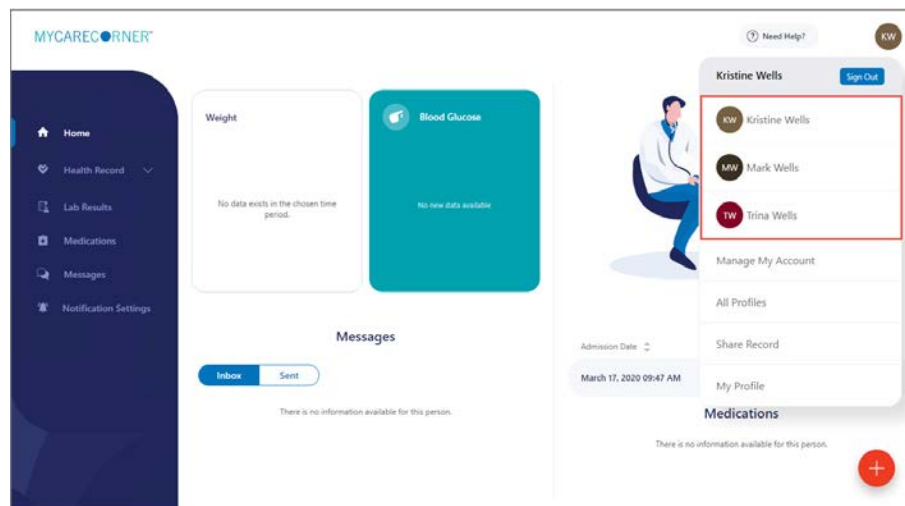 MYCARECORNER
Need Help?
KW
Kristine Wells
Sign Out
KW Kristine Wells
MW Mark Wells
TW Trina Wells
Manage My Account
All Profiles
Share Record
My Profile
Home
Health Record
Lab Results
Medications
Messages
Notification Settings
Weight
No data exists in the chosen time
period.
Blood Glucose
No new data available
Messages
Inbox Sent
There is no information available for this person.
Admission Date
March 17, 2020 09:47 AM
Medications
There is no information available for this person.